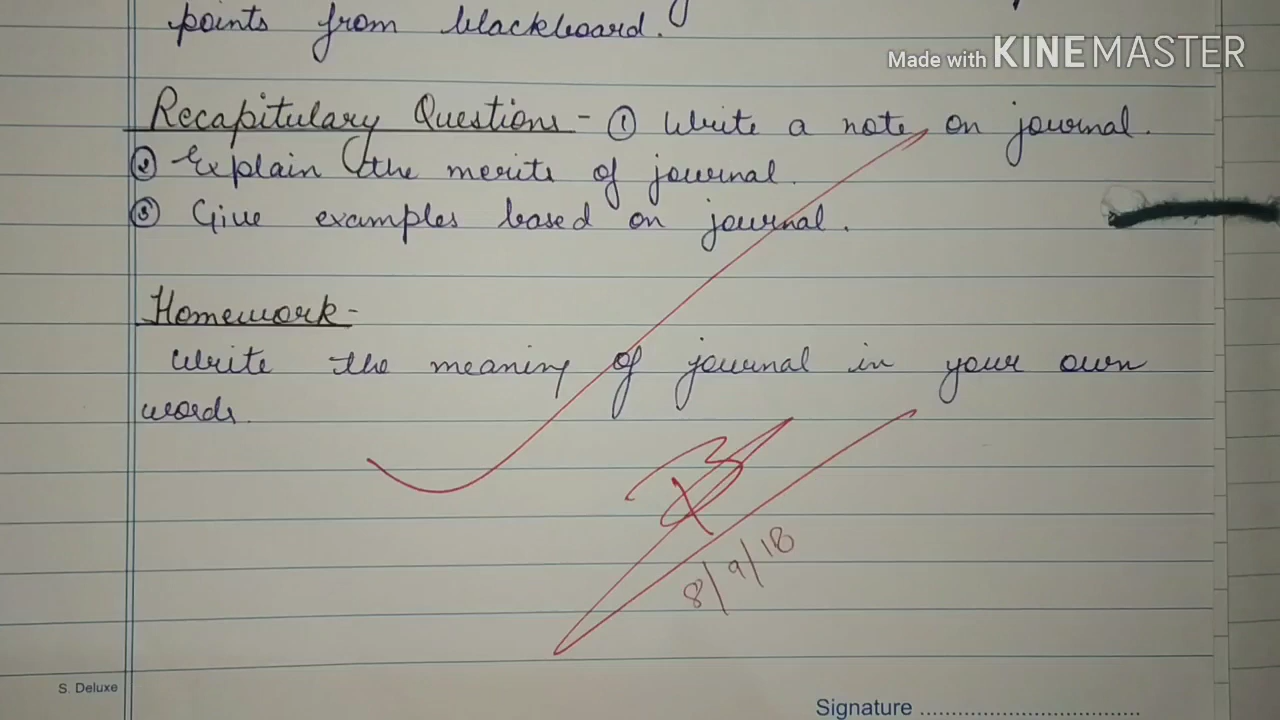 points from blackboard.
Made with KINEMASTER
Recapitulary Questions - ① Write a note on journal.
② Explain the merits of journal.
③ Give examples based on journal.
Homework -
Write the meaning of journal in your own
words.
8/9/18
S. Deluxe
Signature ..................................